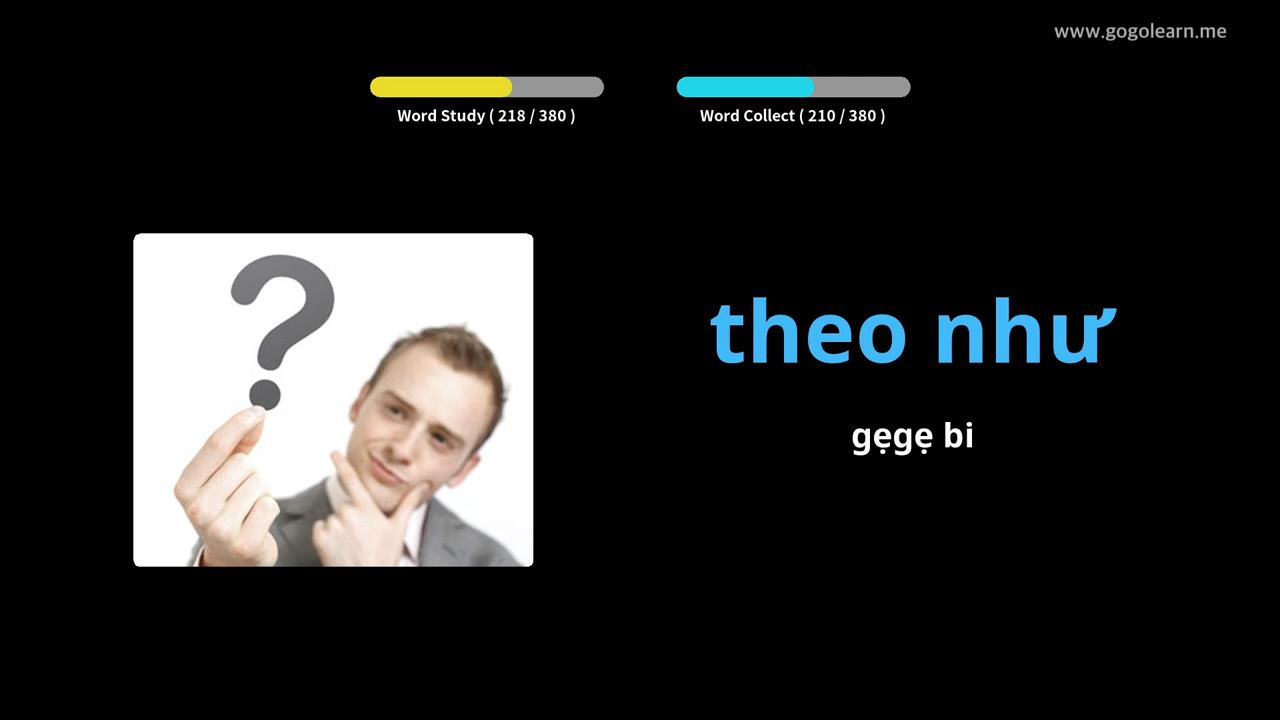 www.gogolearn.me
Word Study ( 218 / 380 )
Word Collect ( 210 / 380 )
?
theo như
gẹgẹ bi